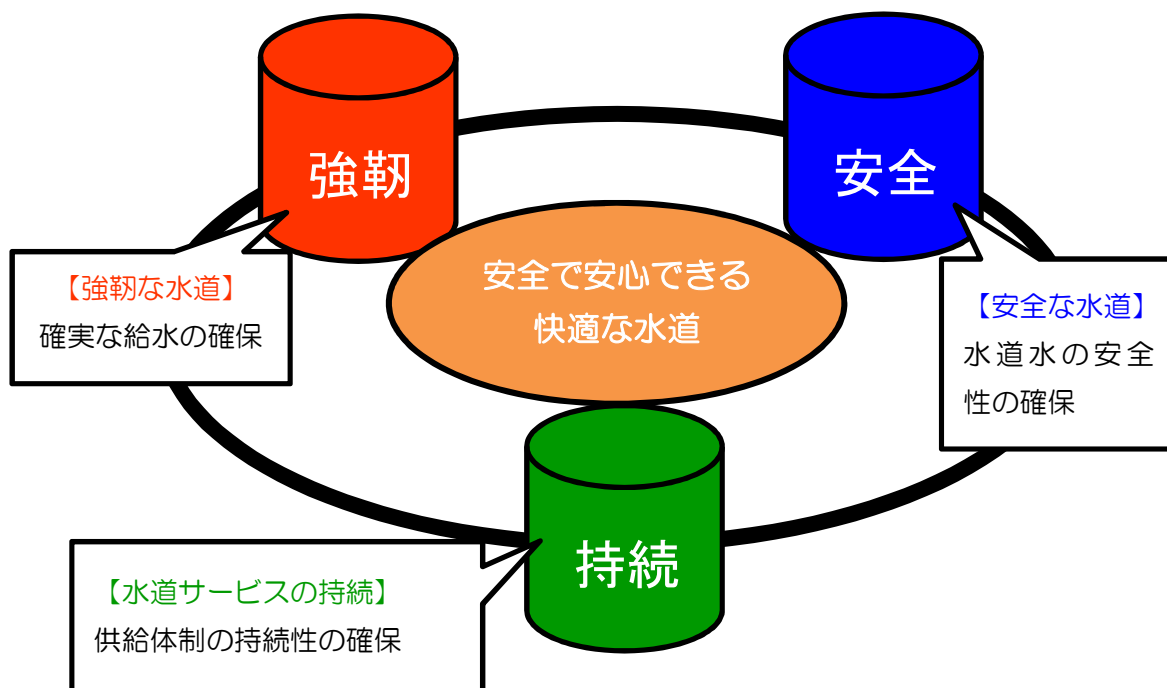 強靭
安全
安全で安心できる
快適な水道
【強靭な水道】
確実な給水の確保
【安全な水道】
水道水の安全
性の確保
持続
【水道サービスの持続】
供給体制の持続性の確保